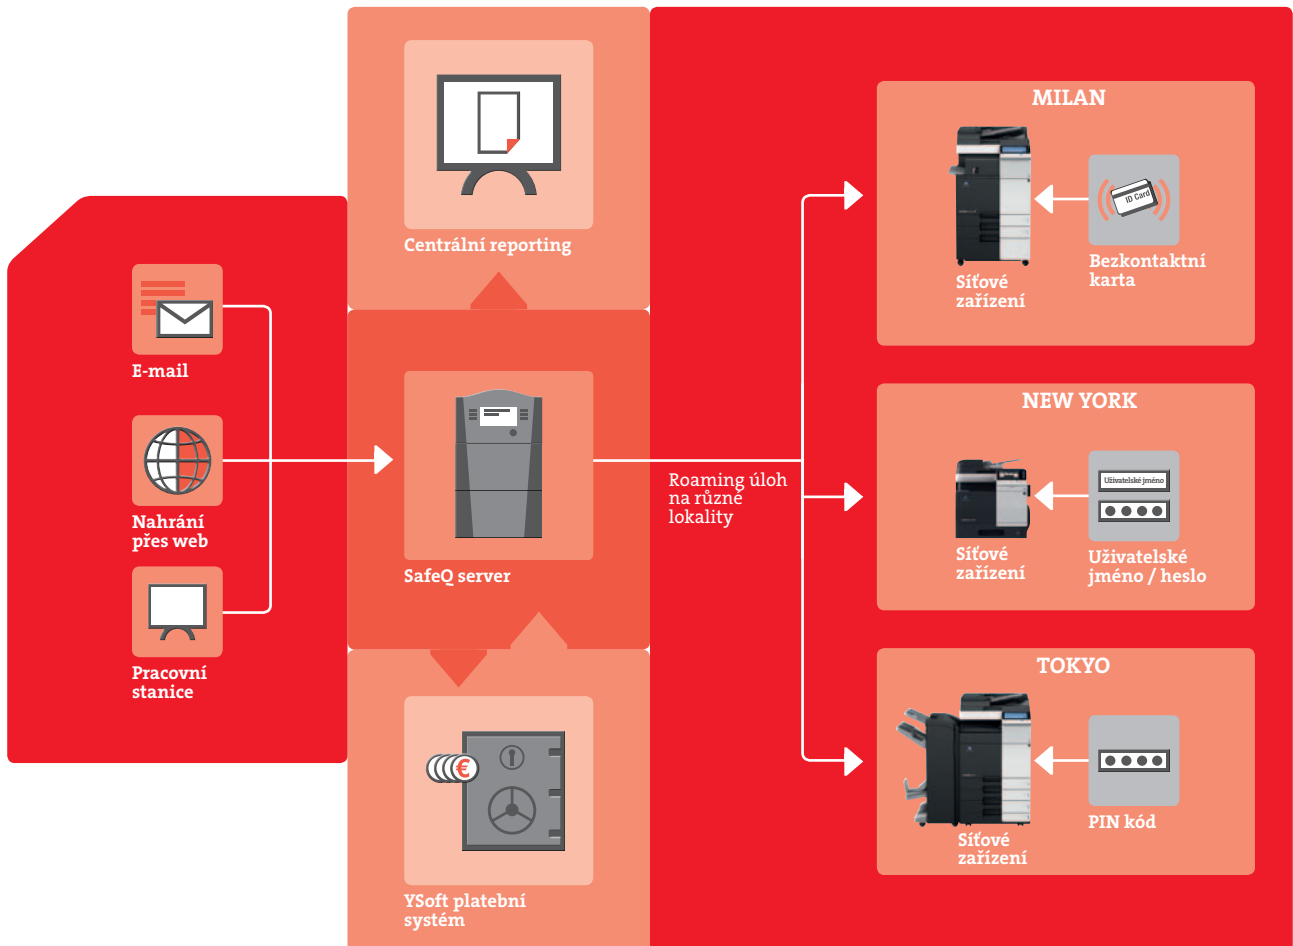 E-mail
Nahrání
přes web
Pracovní
stanice
Centrální reporting
SafeQ server
YSoft platební
systém
€
Roaming úloh
na různé
lokality
MILAN
ID Card
Síťové
zařízení
Bezkontaktní
karta
NEW YORK
Uživatelské jméno
Síťové
zařízení
Uživatelské
jméno / heslo
TOKYO
Síťové
zařízení
PIN kód